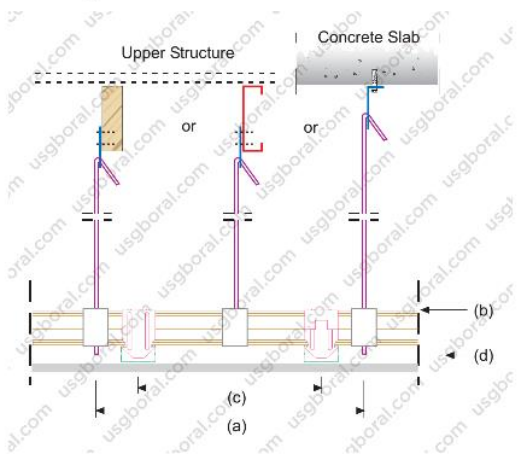 Upper Structure
Concrete Slab
or
or
(b)
(d)
(c)
(a)
usgboral.com